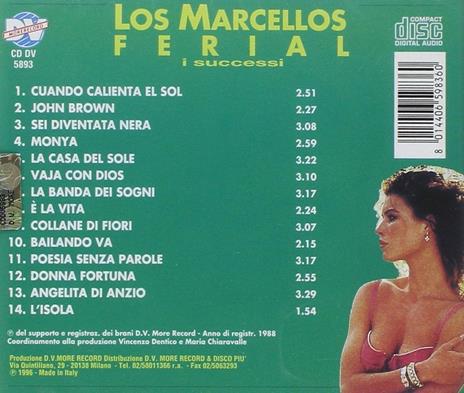 DV
MORERECORD
CD DV
5893
LOS MARCELLOS
FERIAL
i successi
COMPACT
disc
DIGITAL AUDIO
1. CUANDO CALIENTA EL SOL 2.51
2. JOHN BROWN 2.27
3. SEI DIVENTATA NERA 3.08
4. MONYA 2.59
5. LA CASA DEL SOLE 3.22
6. VAJA CON DIOS 3.10
7. LA BANDA DEI SOGNI 3.17
8. È LA VITA 2.24
9. COLLANE DI FIORI 3.07
10. BAILANDO VA 2.15
11. POESIA SENZA PAROLE 3.17
12. DONNA FORTUNA 2.55
13. ANGELITA DI ANZIO 3.29
14. L'ISOLA 1.54
8 014406 598360
℗ del supporto e registraz. dei brani D.V. More Record - Anno di registr. 1988
Coordinamento alla produzione Vincenzo Dentico e Maria Chiaravalle
Produzione D.V.MORE RECORD Distribuzione D.V. MORE RECORD & DISCO PIU'
Via Quintiliano, 29 - 20138 Milano - Tel. 02/58011366 r.a. - Fax 02/5063293
℗ 1996 - Made in Italy